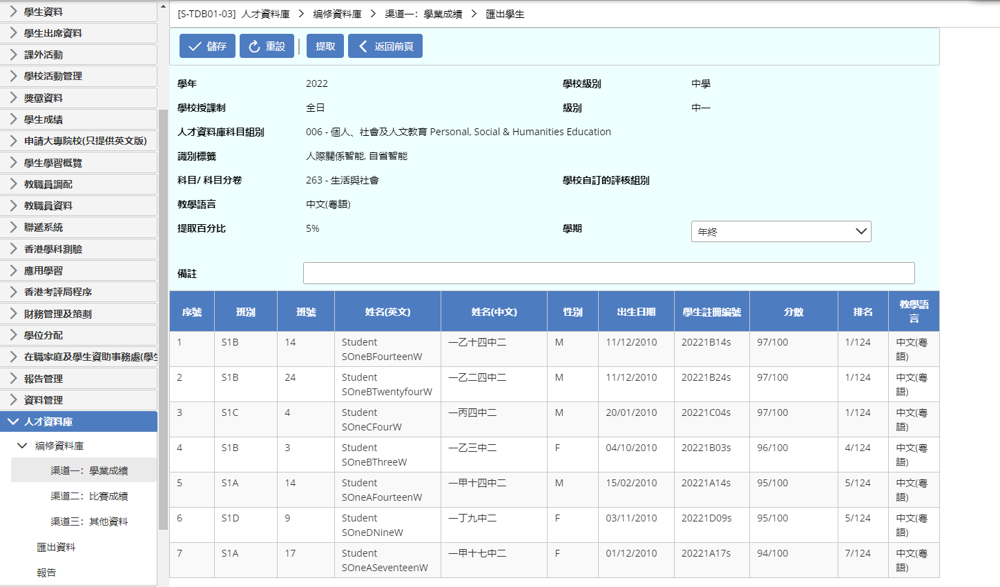 學生資料
學生出席資料
課外活動
學校活動管理
獎懲資料
學生成績
申請大專院校(只提供英文版)
學生學習概覽
教職員調配
教職員資料
聯遞系統
香港學科測驗
應用學習
香港考評局程序
財務管理及策劃
學位分配
在職家庭及學生資助事務處(學生
報告管理
資料管理
人才資料庫
編修資料庫
渠道一：學業成績
渠道二：比賽成績
渠道三：其他資料
匯出資料
報告
[S-TDB01-03] 人才資料庫 > 編修資料庫 > 渠道一：學業成績 > 匯出學生
儲存 重設 提取 返回前頁
學年 2022 學校級別 中學
學校授課制 全日 級別 中一
人才資料庫科目組別 006 - 個人、社會及人文教育 Personal, Social & Humanities Education
識別標籤 人際關係智能, 自省智能
科目/ 科目分卷 263 - 生活與社會 學校自訂的評核組別
教學語言 中文(粵語)
提取百分比 5% 學期 年終
備註
序號 班別 班號 姓名(英文) 姓名(中文) 性別 出生日期 學生註冊編號 分數 排名 教學語
言
1 S1B 14 Student 一乙十四中二 M 11/12/2010 20221B14s 97/100 1/124 中文(粵
SOneBFourteenW 語)
2 S1B 24 Student 一乙二四中二 M 11/12/2010 20221B24s 97/100 1/124 中文(粵
SOneBTwentyfourW 語)
3 S1C 4 Student 一丙四中二 M 20/01/2010 20221C04s 97/100 1/124 中文(粵
SOneCFourW 語)
4 S1B 3 Student 一乙三中二 F 04/10/2010 20221B03s 96/100 4/124 中文(粵
SOneBThreeW 語)
5 S1A 14 Student 一甲十四中二 M 15/02/2010 20221A14s 95/100 5/124 中文(粵
SOneAFourteenW 語)
6 S1D 9 Student 一丁九中二 F 03/11/2010 20221D09s 95/100 5/124 中文(粵
SOneDNineW 語)
7 S1A 17 Student 一甲十七中二 F 01/12/2010 20221A17s 94/100 7/124 中文(粵
SOneASeventeenW 語)